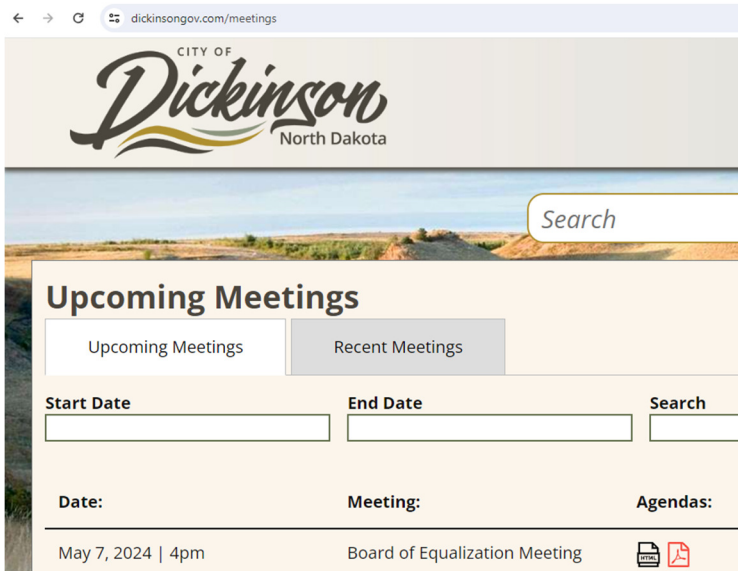 dickinsongov.com/meetings
CITY OF
Dickinson
North Dakota
Search
Upcoming Meetings
Upcoming Meetings Recent Meetings
Start Date End Date Search
Date: Meeting: Agendas:
May 7, 2024 | 4pm Board of Equalization Meeting HTML